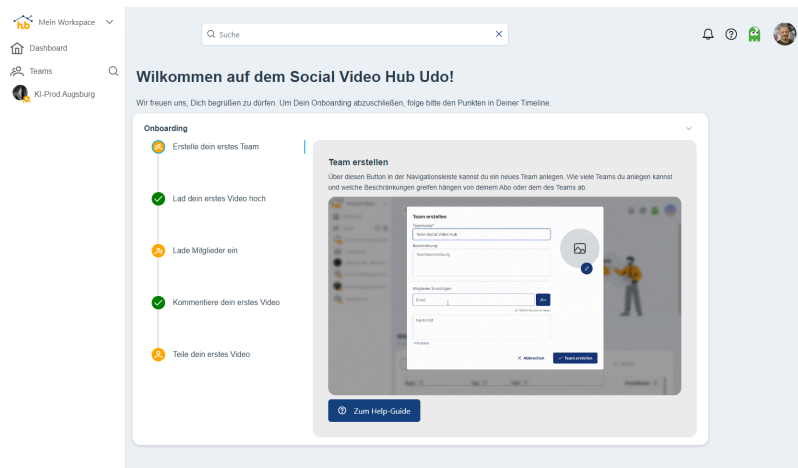 hb
Mein Workspace
Dashboard
Teams
KI-Prod Augsburg
Suche
Wilkommen auf dem Social Video Hub Udo!
Wir freuen uns, Dich begrüßen zu dürfen. Um Dein Onboarding abzuschließen, folge bitte den Punkten in Deiner Timeline.
Onboarding
Erstelle dein erstes Team
Lad dein erstes Video hoch
Lade Mitglieder ein
Kommentiere dein erstes Video
Teile dein erstes Video
Team erstellen
Über diesen Button in der Navigationsleiste kannst du ein neues Team anlegen. Wie viele Teams du anlegen kannst
und welche Beschränkungen greifen hängen von deinem Abo oder dem des Teams ab.
Team erstellen
Teamname*
Team Social Video Hub
Beschreibung
Teambeschreibung
Mitglieder hinzufügen
Email
Nachricht
Abbrechen
Team erstellen
Zum Help-Guide